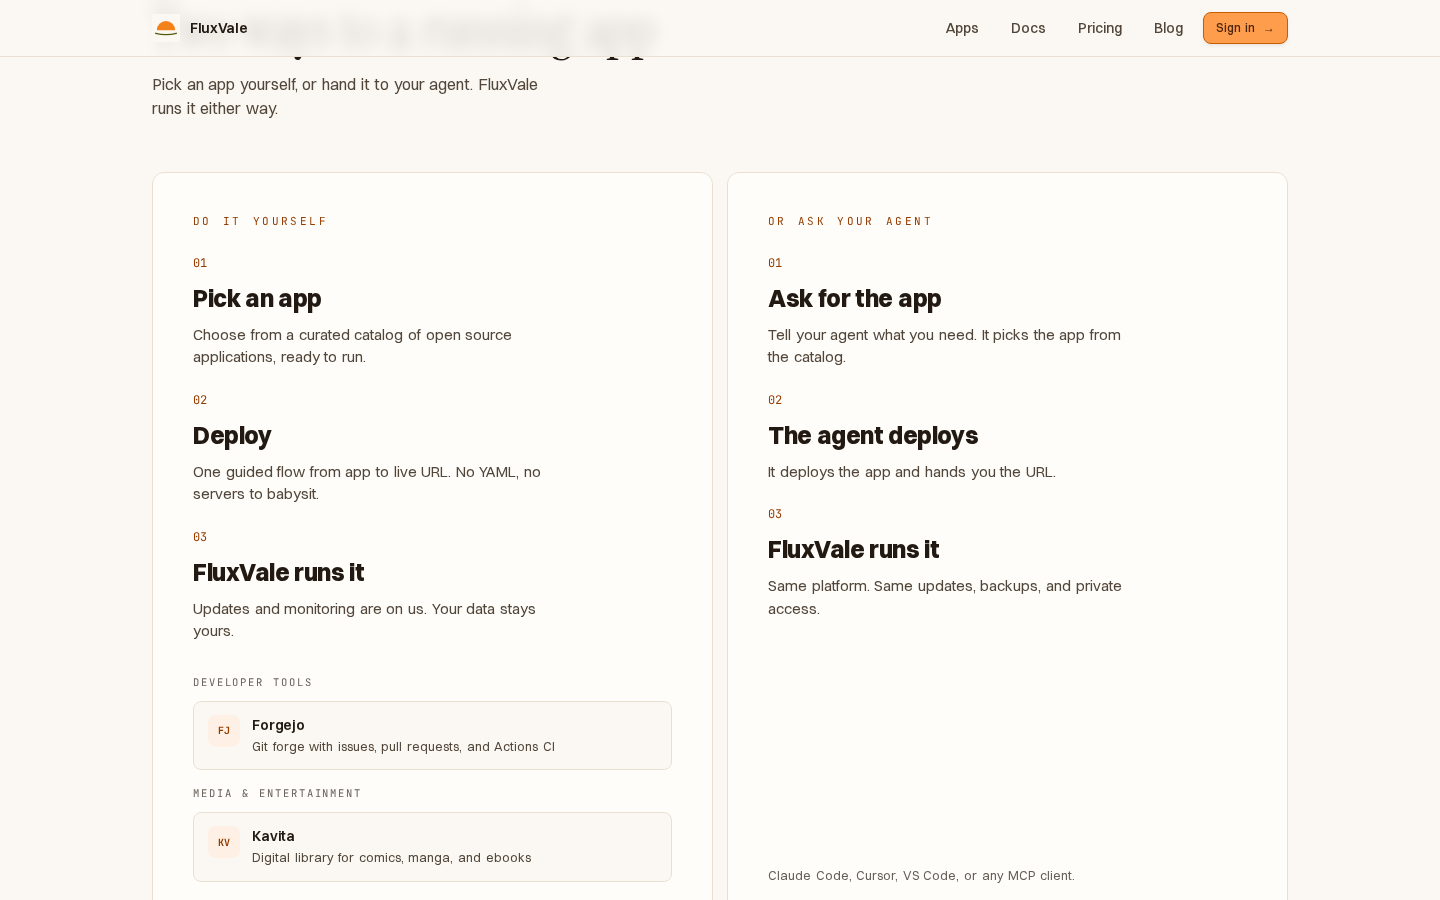 FluxVale
Apps
Docs
Pricing
Blog
Sign in →
Pick an app yourself, or hand it to your agent. FluxVale
runs it either way.
DO IT YOURSELF
01
Pick an app
Choose from a curated catalog of open source
applications, ready to run.
02
Deploy
One guided flow from app to live URL. No YAML, no
servers to babysit.
03
FluxVale runs it
Updates and monitoring are on us. Your data stays
yours.
DEVELOPER TOOLS
FJ
Forgejo
Git forge with issues, pull requests, and Actions CI
MEDIA & ENTERTAINMENT
KV
Kavita
Digital library for comics, manga, and ebooks
OR ASK YOUR AGENT
01
Ask for the app
Tell your agent what you need. It picks the app from
the catalog.
02
The agent deploys
It deploys the app and hands you the URL.
03
FluxVale runs it
Same platform. Same updates, backups, and private
access.
Claude Code, Cursor, VS Code, or any MCP client.